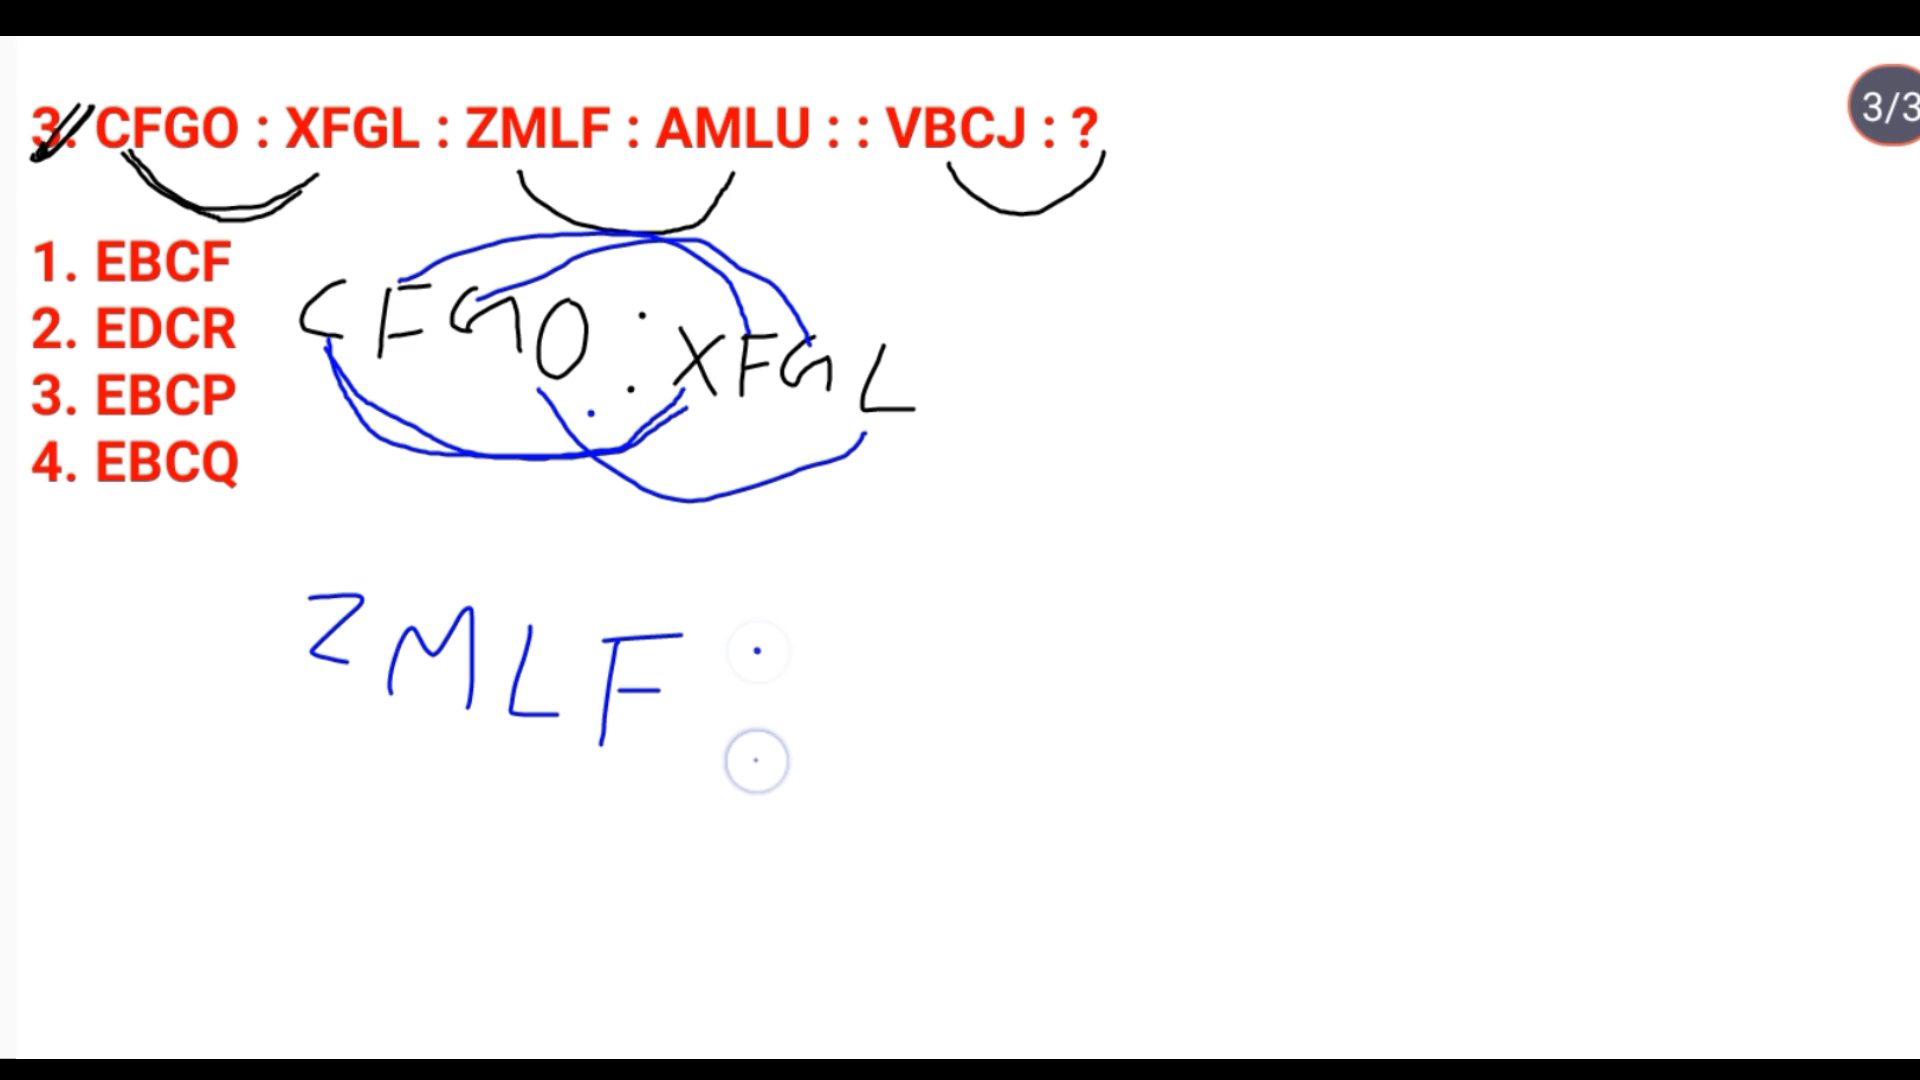 3. CFGO : XFGL : ZMLF : AMLU : : VBCJ : ?
3/3
1. EBCF
2. EDCR
3. EBCP
4. EBCQ
CFGO : XFGL
ZMLF :